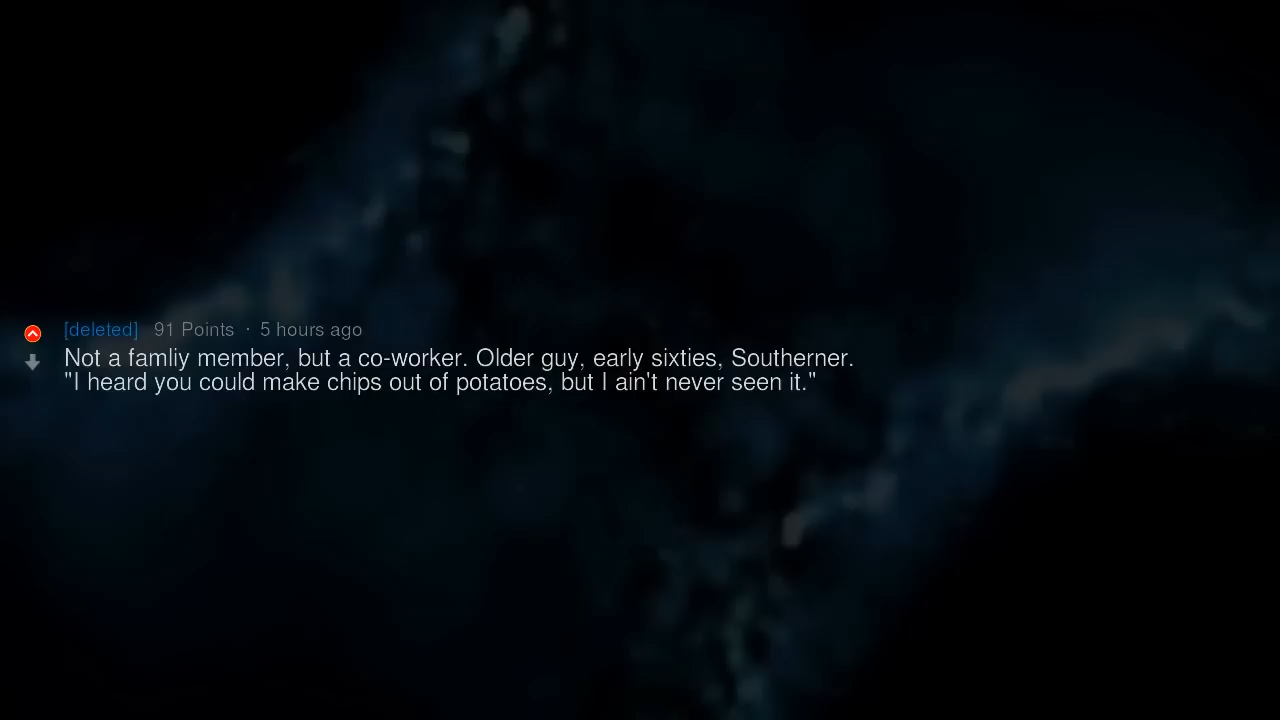 [deleted] 91 Points · 5 hours ago
Not a famliy member, but a co-worker. Older guy, early sixties, Southerner.
"I heard you could make chips out of potatoes, but I ain't never seen it."